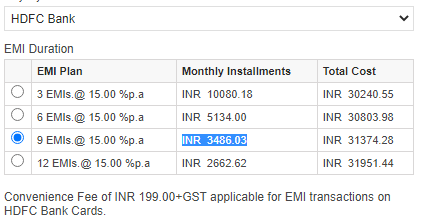 HDFC Bank
EMI Duration
EMI Plan Monthly Installments Total Cost
3 EMIs.@ 15.00 %p.a INR 10080.18 INR 30240.55
6 EMIs.@ 15.00 %p.a INR 5134.00 INR 30803.98
9 EMIs.@ 15.00 %p.a INR 3486.03 INR 31374.28
12 EMIs.@ 15.00 %p.a INR 2662.62 INR 31951.44
Convenience Fee of INR 199.00+GST applicable for EMI transactions on
HDFC Bank Cards.